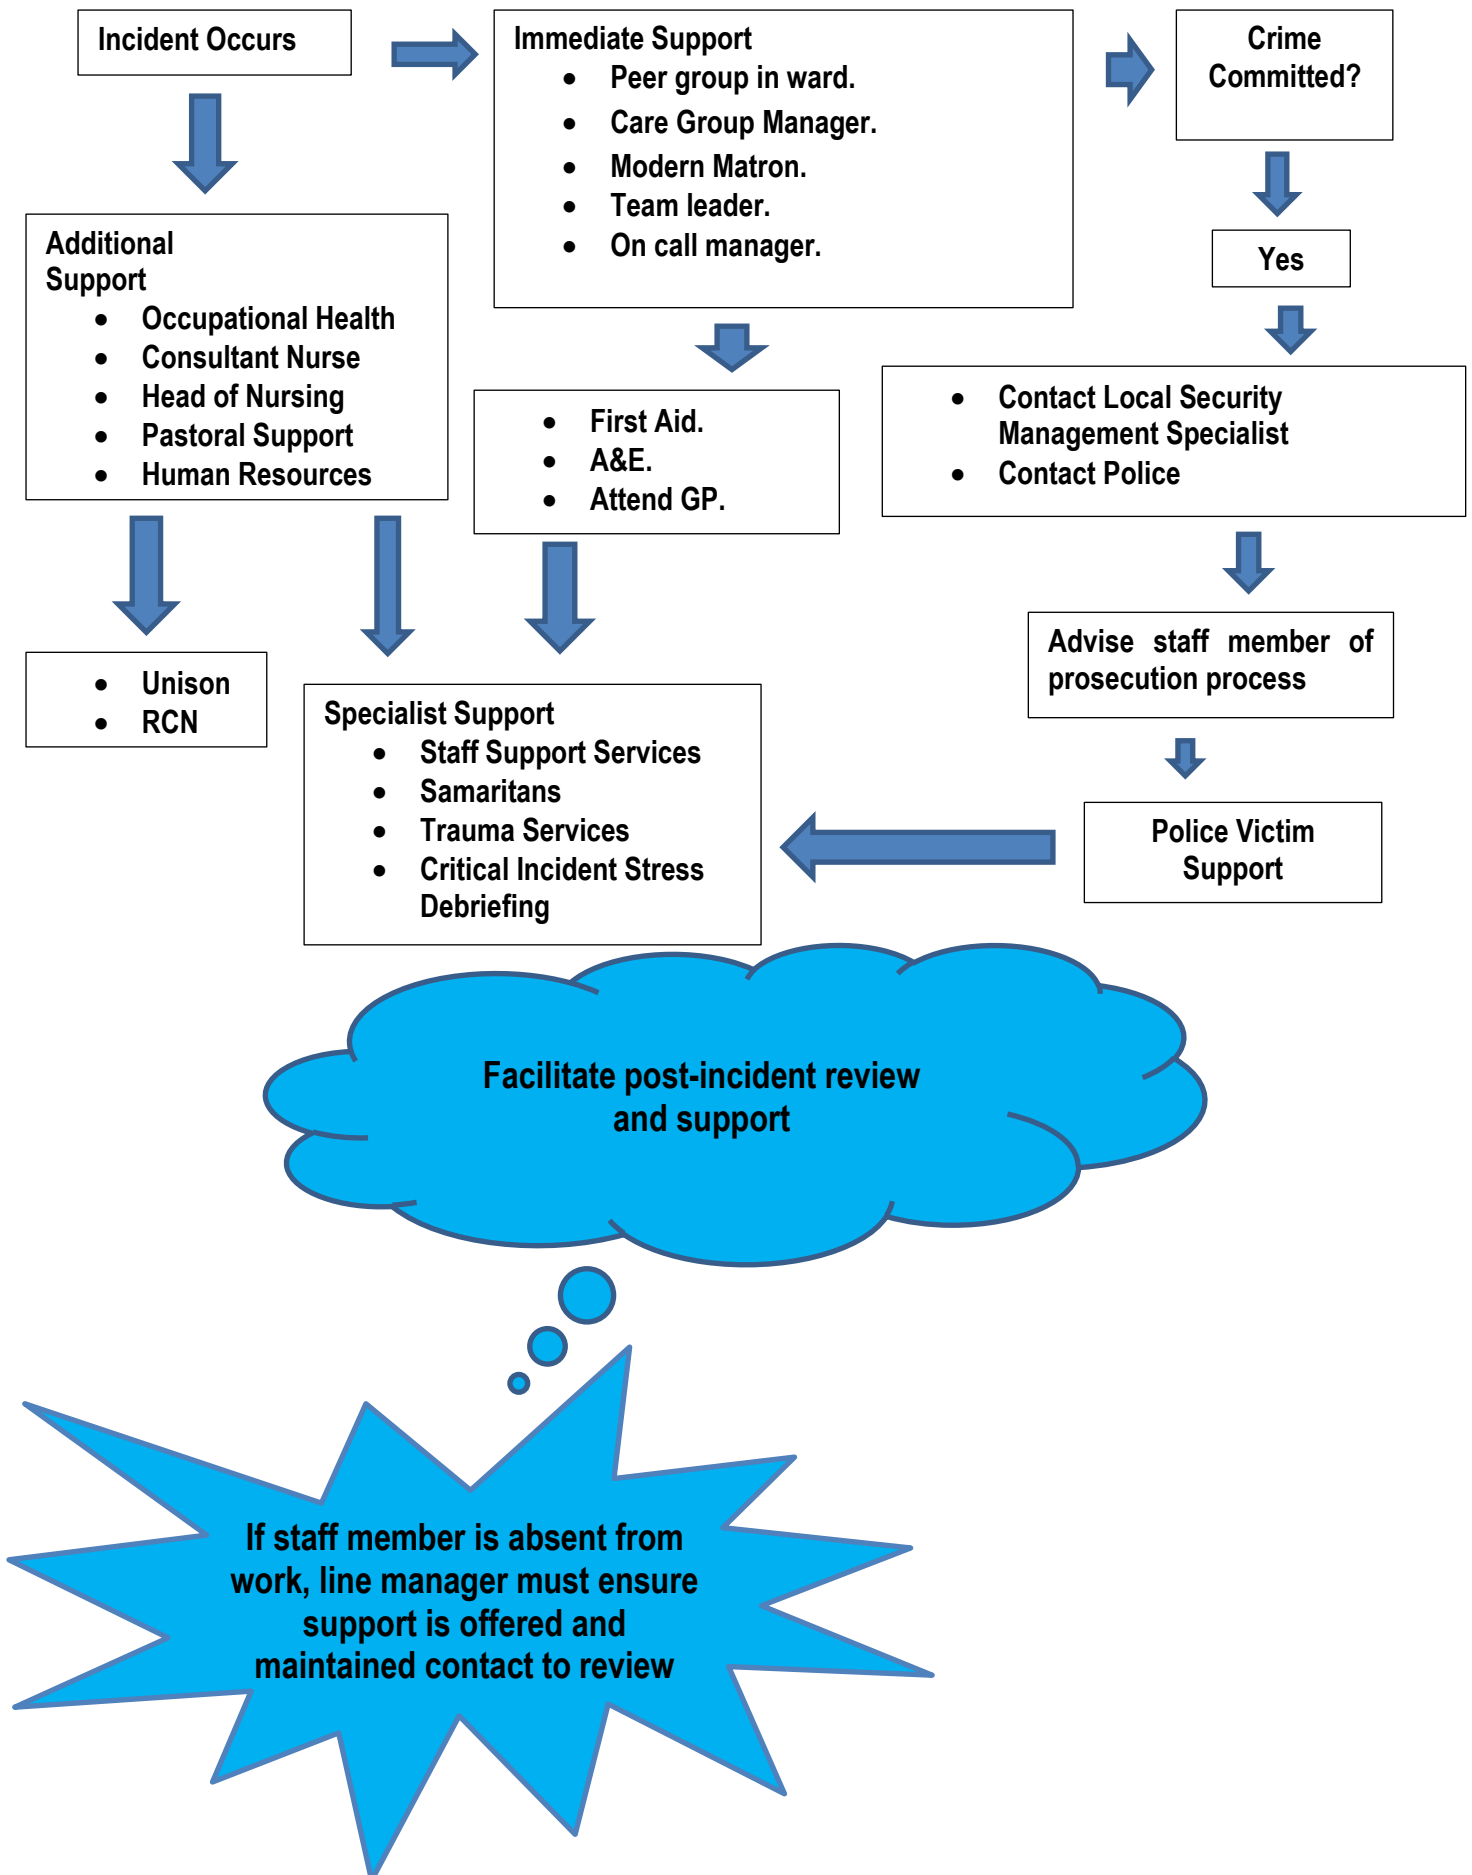 Incident Occurs
Immediate Support
• Peer group in ward.
• Care Group Manager.
• Modern Matron.
• Team leader.
• On call manager.
Crime
Committed?
Yes
Additional
Support
• Occupational Health
• Consultant Nurse
• Head of Nursing
• Pastoral Support
• Human Resources
• First Aid.
• A&E.
• Attend GP.
• Contact Local Security
Management Specialist
• Contact Police
Advise staff member of
prosecution process
• Unison
• RCN
Specialist Support
• Staff Support Services
• Samaritans
• Trauma Services
• Critical Incident Stress
Debriefing
Police Victim
Support
Facilitate post-incident review
and support
If staff member is absent from
work, line manager must ensure
support is offered and
maintained contact to review